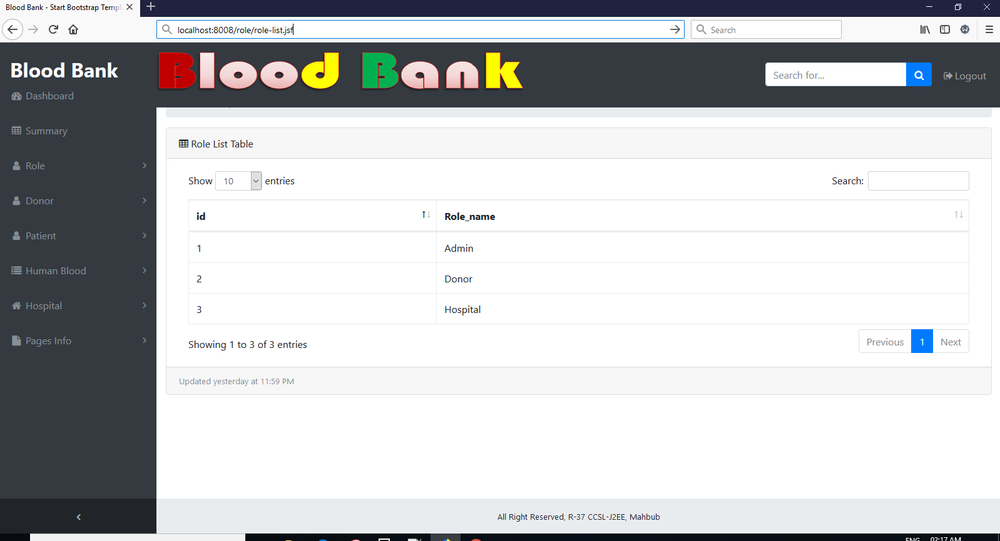 Blood Bank - Start Bootstrap Templ
localhost:8008/role/role-list.jsf
Search
Blood Bank
Blood Bank
Search for...
Logout
Dashboard
Summary
Role
Donor
Patient
Human Blood
Hospital
Pages Info
Role List Table
Show 10 entries
Search:
id Role_name
1 Admin
2 Donor
3 Hospital
Showing 1 to 3 of 3 entries
Previous 1 Next
Updated yesterday at 11:59 PM
All Right Reserved, R-37 CCSL-J2EE, Mahbub
ENG 02:17 AM